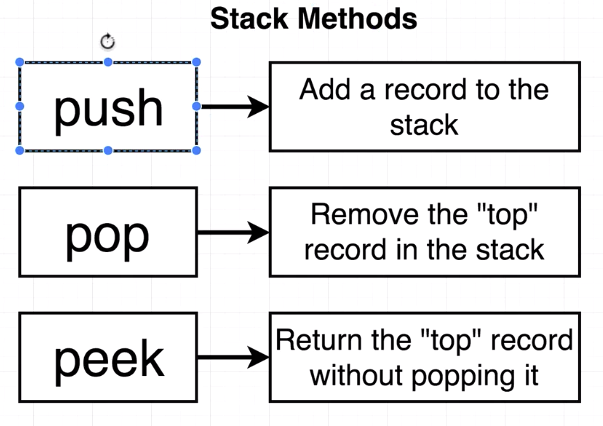 Stack Methods
push
Add a record to the
stack
pop
Remove the "top"
record in the stack
peek
Return the "top" record
without popping it